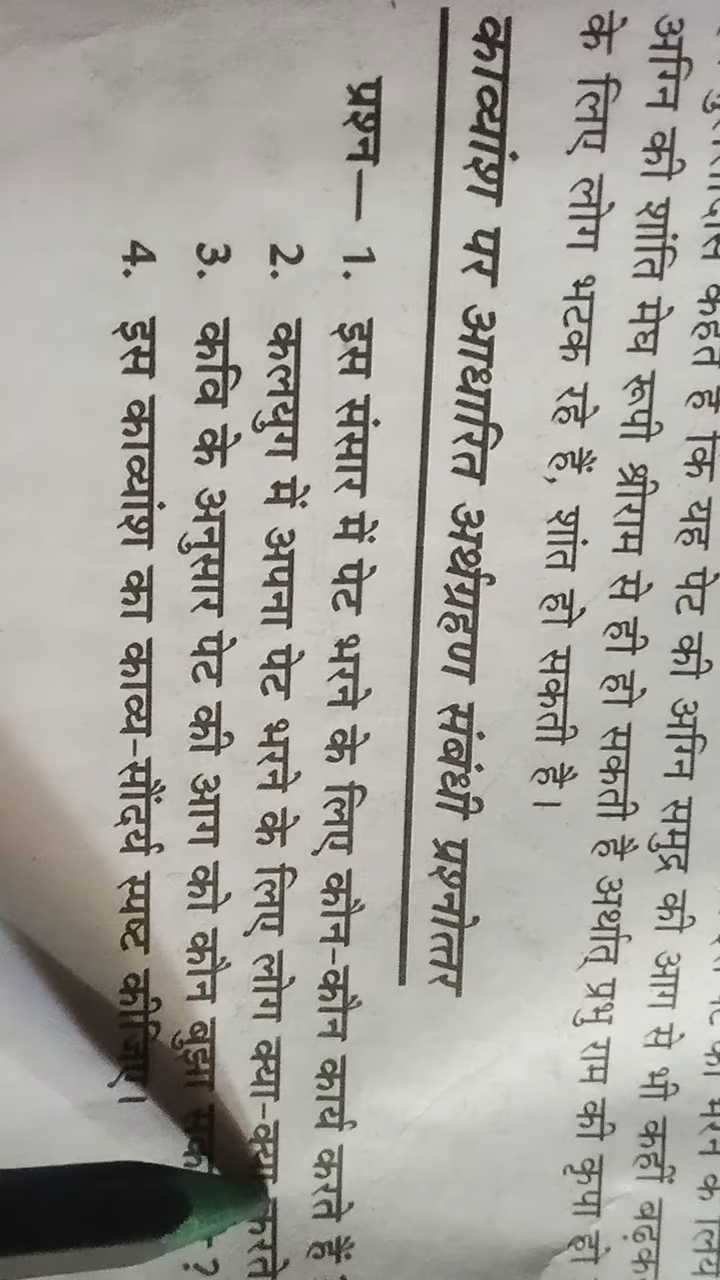 कहते हैं कि यह पेट की अग्नि समुद्र की आग से भी कहीं
अग्नि की शांति मेघ रूपी श्रीराम से ही हो सकती है अर्थात् प्रभु राम की कृपा हो
के लिए लोग भटक रहे हैं, शांत हो सकती है।
काव्यांश पर आधारित अर्थग्रहण संबंधी प्रश्नोत्तर
प्रश्न— 1. इस संसार में पेट भरने के लिए कौन-कौन कार्य करते हैं
2. कलयुग में अपना पेट भरने के लिए लोग क्या-क्या करते
3. कवि के अनुसार पेट की आग को कौन बुझा ?
4. इस काव्यांश का काव्य-सौंदर्य स्पष्ट कीजिए।